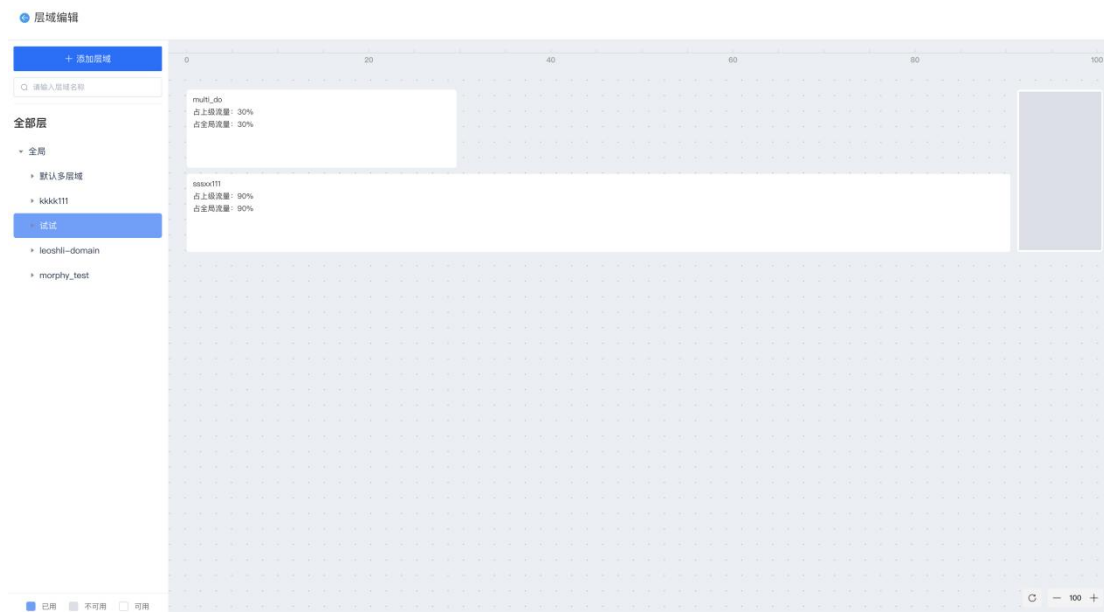 层域编辑
+ 添加层域
请输入层域名称
全部层
全局
默认多层域
kkkk111
试试
leoshli-domain
morphy_test
已用 不可用 可用
0 20 40 60 80 100
multi_do
占上级流量：30%
占全局流量：30%
sssxx111
占上级流量：90%
占全局流量：90%
100